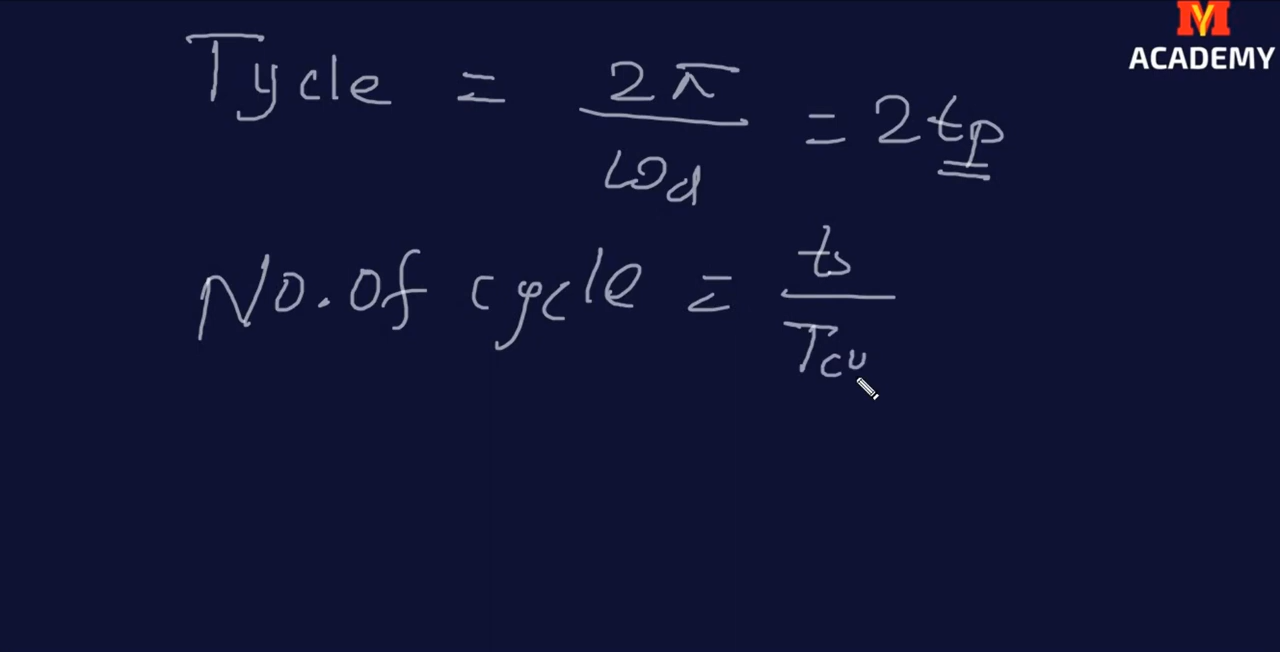 M
ACADEMY
Tycle = 2π / ωd = 2tp
No. of cycle = ts / Tcy